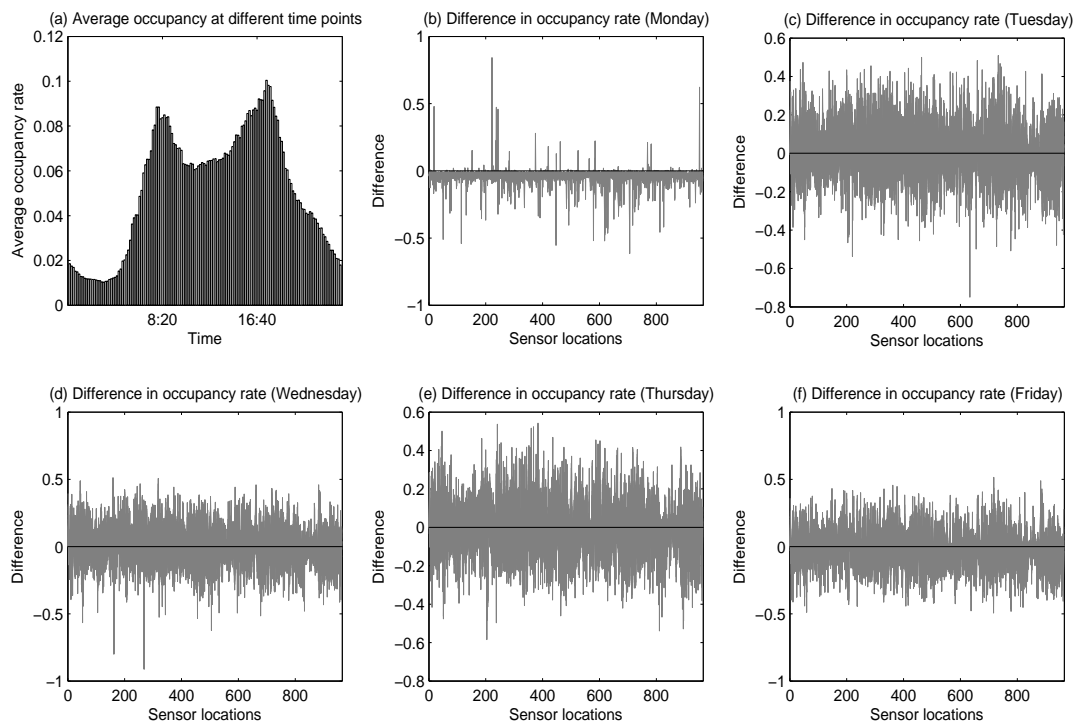 (a) Average occupancy at different time points
0.12
0.1
0.08
0.06
0.04
0.02
0
Average occupancy rate
8:20 16:40
Time
(b) Difference in occupancy rate (Monday)
1
0.5
0
−0.5
−1
Difference
0 200 400 600 800
Sensor locations
(c) Difference in occupancy rate (Tuesday)
0.6
0.4
0.2
0
−0.2
−0.4
−0.6
−0.8
Difference
0 200 400 600 800
Sensor locations
(d) Difference in occupancy rate (Wednesday)
1
0.5
0
−0.5
−1
Difference
0 200 400 600 800
Sensor locations
(e) Difference in occupancy rate (Thursday)
0.6
0.4
0.2
0
−0.2
−0.4
−0.6
−0.8
Difference
0 200 400 600 800
Sensor locations
(f) Difference in occupancy rate (Friday)
1
0.5
0
−0.5
−1
Difference
0 200 400 600 800
Sensor locations